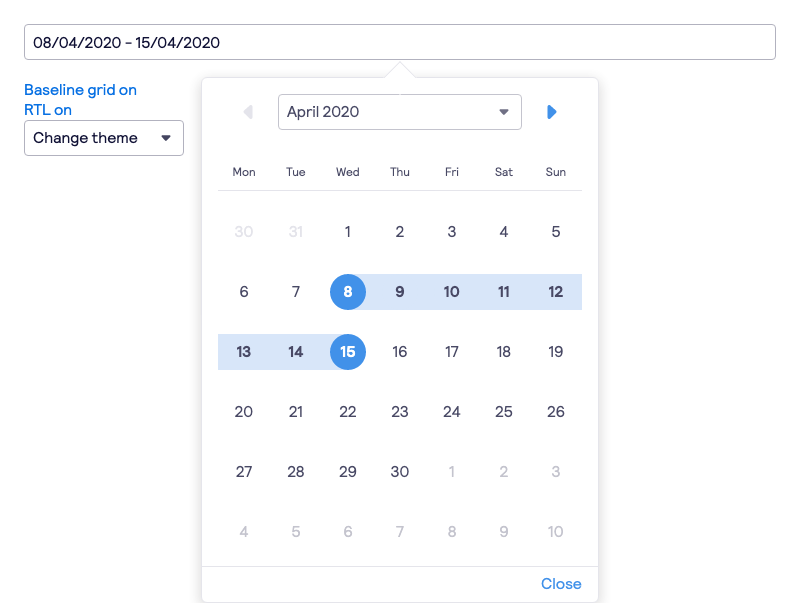 08/04/2020 - 15/04/2020
Baseline grid on
RTL on
Change theme
April 2020
Mon Tue Wed Thu Fri Sat Sun
30 31 1 2 3 4 5
6 7 8 9 10 11 12
13 14 15 16 17 18 19
20 21 22 23 24 25 26
27 28 29 30 1 2 3
4 5 6 7 8 9 10
Close